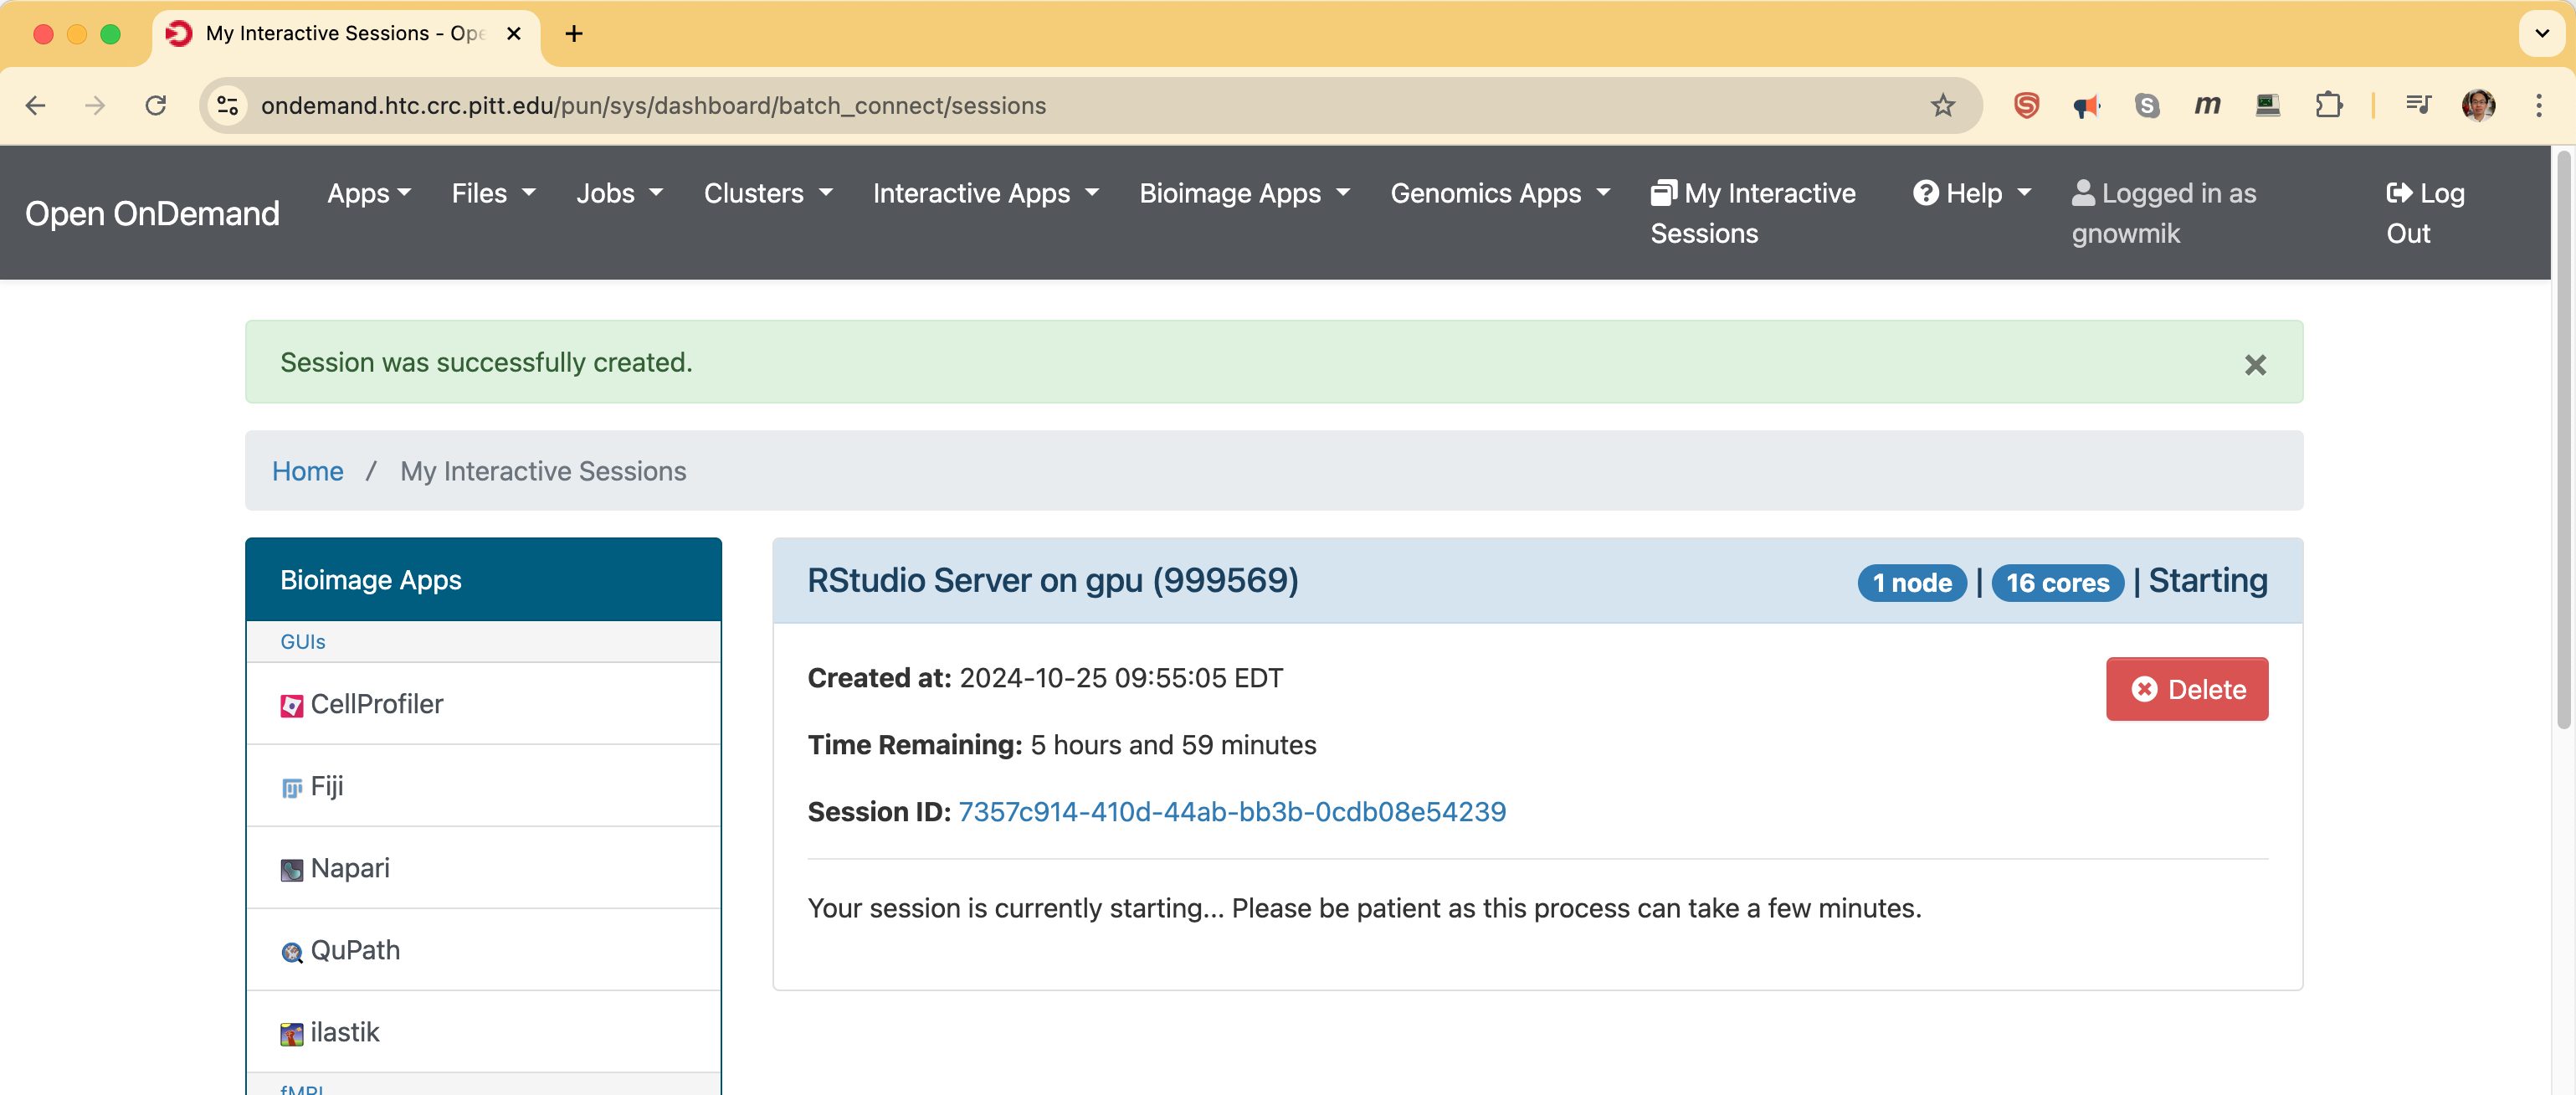 My Interactive Sessions - Ope
ondemand.htc.crc.pitt.edu/pun/sys/dashboard/batch_connect/sessions
Open OnDemand
Apps
Files
Jobs
Clusters
Interactive Apps
Bioimage Apps
Genomics Apps
My Interactive
Sessions
Help
Logged in as
gnowmik
Log
Out
Session was successfully created.
Home / My Interactive Sessions
Bioimage Apps
GUIs
CellProfiler
Fiji
Napari
QuPath
ilastik
fMRI
RStudio Server on gpu (999569)
1 node | 16 cores | Starting
Created at: 2024-10-25 09:55:05 EDT
Delete
Time Remaining: 5 hours and 59 minutes
Session ID: 7357c914-410d-44ab-bb3b-0cdb08e54239
Your session is currently starting... Please be patient as this process can take a few minutes.